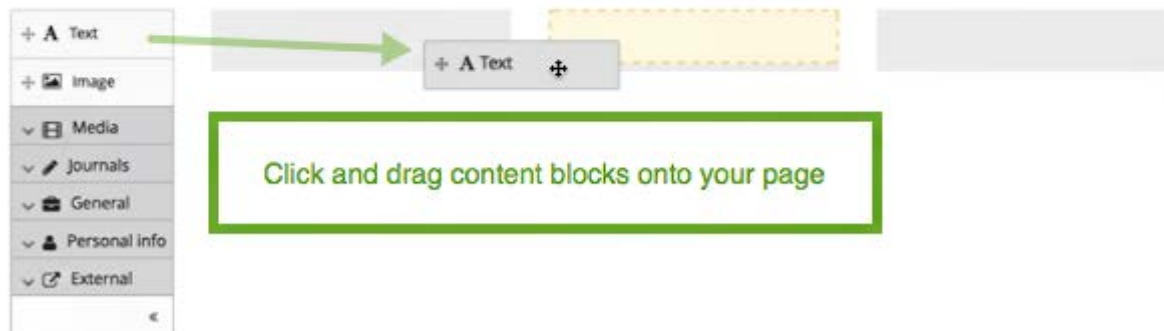 Text
A Text
Image
Media
Journals
General
Personal info
External
Click and drag content blocks onto your page